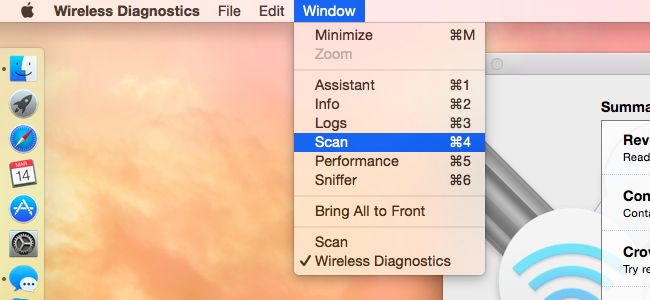 Wireless Diagnostics File Edit Window
Minimize ⌘M
Zoom
Assistant ⌘1
Info ⌘2
Logs ⌘3
Scan ⌘4
Performance ⌘5
Sniffer ⌘6
Bring All to Front
Scan
✓ Wireless Diagnostics
MAR
14
Summa
Rev
Read
Con
Conta
Crov
Try re